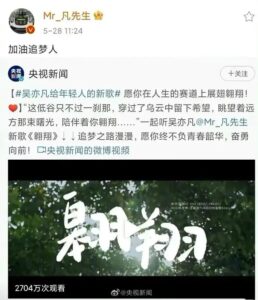 Mr_凡先生
5-28 11:24
加油追梦人
央视新闻
+关注
【#吴亦凡给年轻人的新歌# 愿你在人生的赛道上展翅翱翔!
❤】"这低谷只不过一刹那,穿过了乌云中留下希望,眺望着远
方那束曙光,陪伴着你翱翔……"一起听吴亦凡@Mr_凡先生
新歌《翱翔》↓↓追梦之路漫漫,愿你终不负青春韶华,奋勇
向前!央视新闻的微博视频
翱翔
2704万次观看
@央视新闻